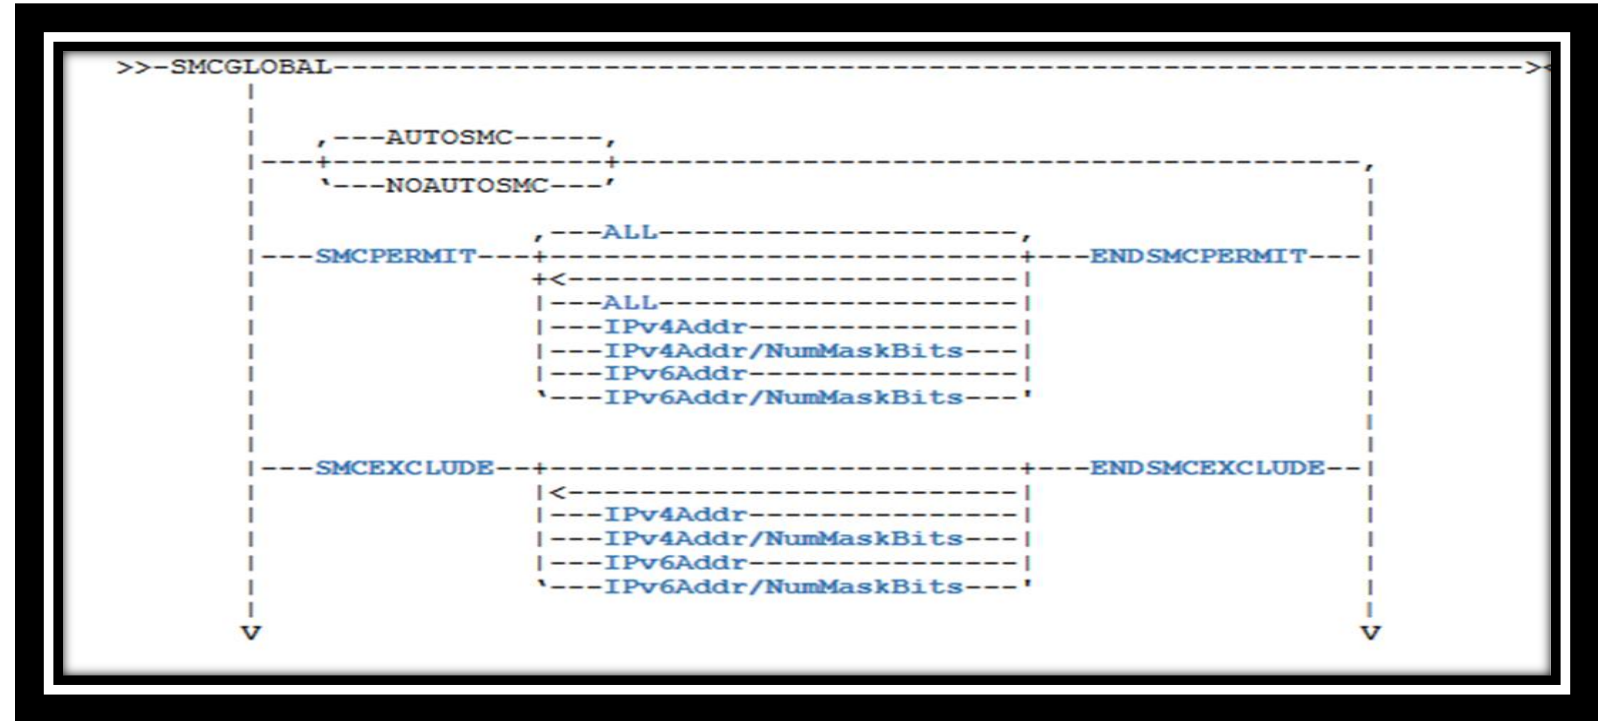 >>-SMCGLOBAL------------------------------------------------------------------><
,---AUTOSMC-----,
|---+---------------+-----------------------------------------,
'---NOAUTOSMC---'
,---ALL--------------------,
|---SMCPERMIT---+--------------------------+---ENDSMCPERMIT---|
+<-------------------------|
|---ALL--------------------|
|---IPv4Addr---------------|
|---IPv4Addr/NumMaskBits---|
|---IPv6Addr---------------|
'---IPv6Addr/NumMaskBits---'
|---SMCEXCLUDE--+--------------------------+---ENDSMCEXCLUDE--|
|<-------------------------|
|---IPv4Addr---------------|
|---IPv4Addr/NumMaskBits---|
|---IPv6Addr---------------|
'---IPv6Addr/NumMaskBits---'
V V